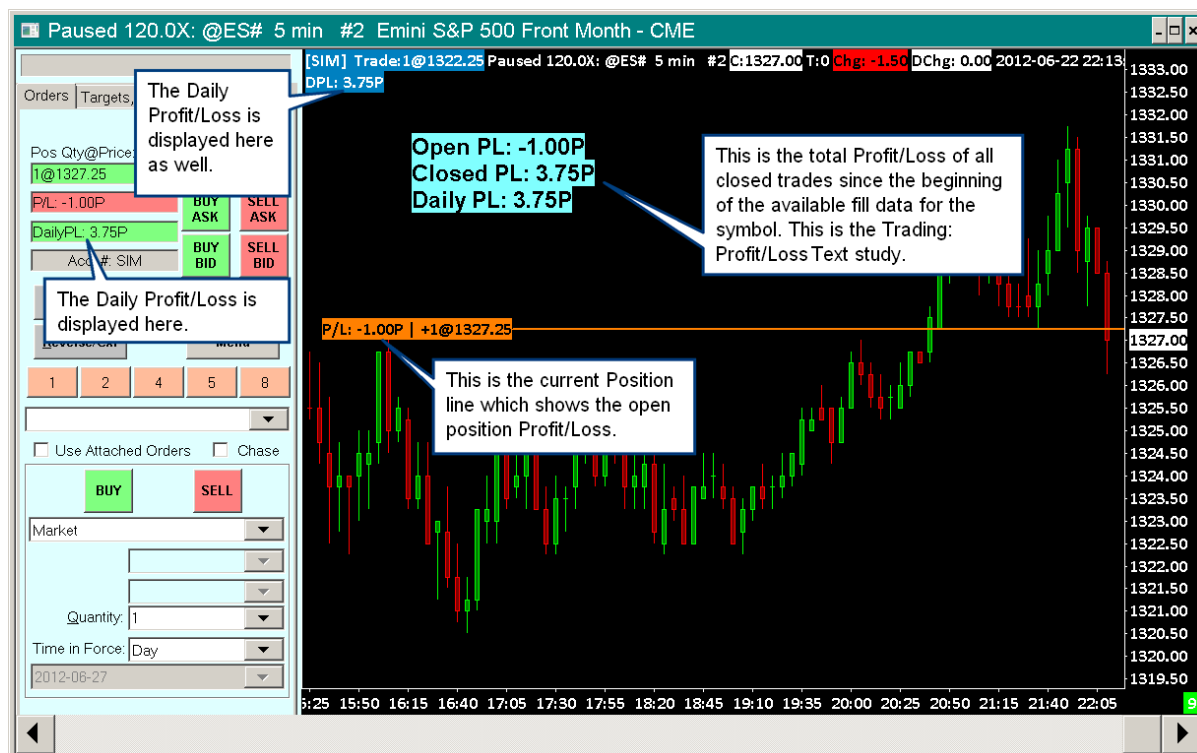 Paused 120.0X: @ES#  5 min   #2  Emini S&P 500 Front Month - CME
[SIM] Trade:1@1322.25 Paused 120.0X: @ES#  5 min   #2 C:1327.00 T:0 Chg: -1.50 DChg: 0.00 2012-06-22 22:13:
DPL: 3.75P
Orders
Targets,
The Daily
Profit/Loss is
displayed here
as well.
Pos Qty@Price:
1@1327.25
P/L: -1.00P
BUY
ASK
SELL
ASK
DailyPL: 3.75P
BUY
BID
SELL
BID
SIM
The Daily Profit/Loss is
displayed here.
Menu
1
2
4
5
8
Use Attached Orders
Chase
BUY
SELL
Market
Quantity:
1
Time in Force:
Day
2012-06-27
Open PL: -1.00P
Closed PL: 3.75P
Daily PL: 3.75P
This is the total Profit/Loss of all
closed trades since the beginning
of the available fill data for the
symbol. This is the Trading:
Profit/Loss Text study.
P/L: -1.00P | +1@1327.25
This is the current Position
line which shows the open
position Profit/Loss.
1333.00
1332.50
1332.00
1331.50
1331.00
1330.50
1330.00
1329.50
1329.00
1328.50
1328.00
1327.50
1327.00
1326.50
1326.00
1325.50
1325.00
1324.50
1324.00
1323.50
1323.00
1322.50
1322.00
1321.50
1321.00
1320.50
1320.00
1319.50
5:25 15:50 16:15 16:40 17:05 17:30 17:55 18:20 18:45 19:10 19:35 20:00 20:25 20:50 21:15 21:40 22:05
9